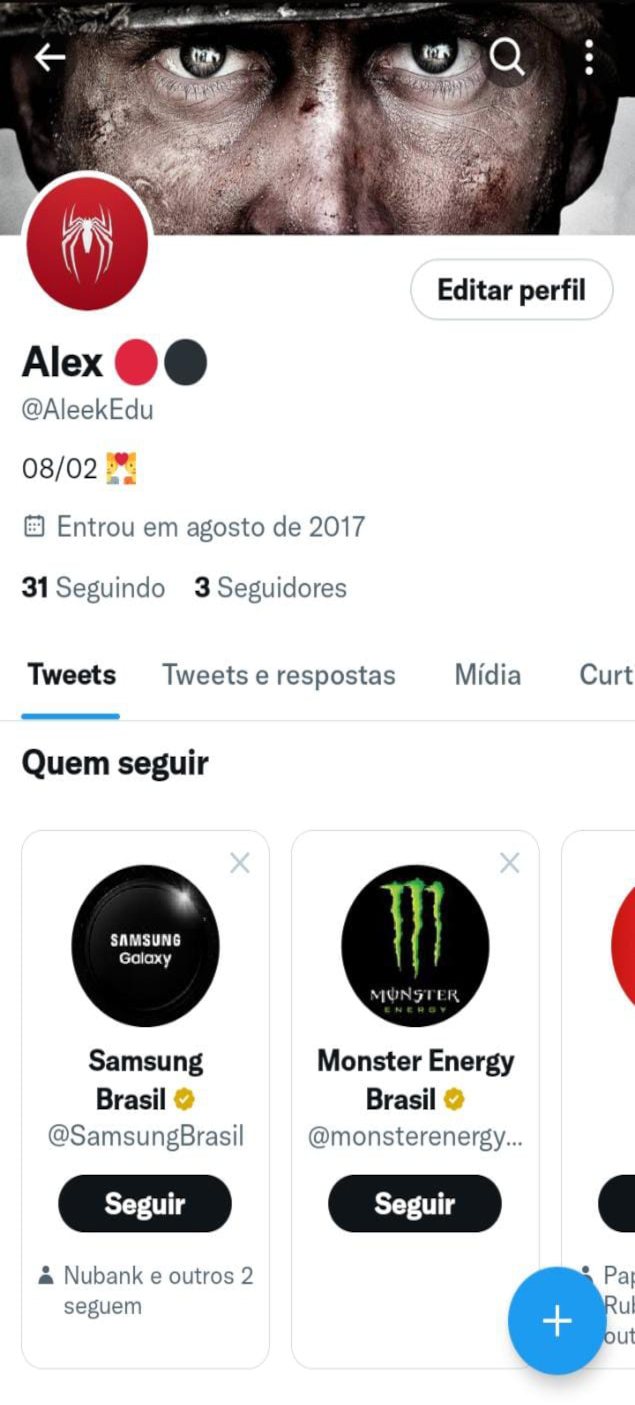 Editar perfil
Alex
@AleekEdu
08/02
Entrou em agosto de 2017
31 Seguindo 3 Seguidores
Tweets Tweets e respostas Mídia Curt
Quem seguir
SAMSUNG
Galaxy
Samsung
Brasil
@SamsungBrasil
Seguir
Nubank e outros 2
seguem
MONSTER
ENERGY
Monster Energy
Brasil
@monsterenergy...
Seguir
Pap
Rub
out